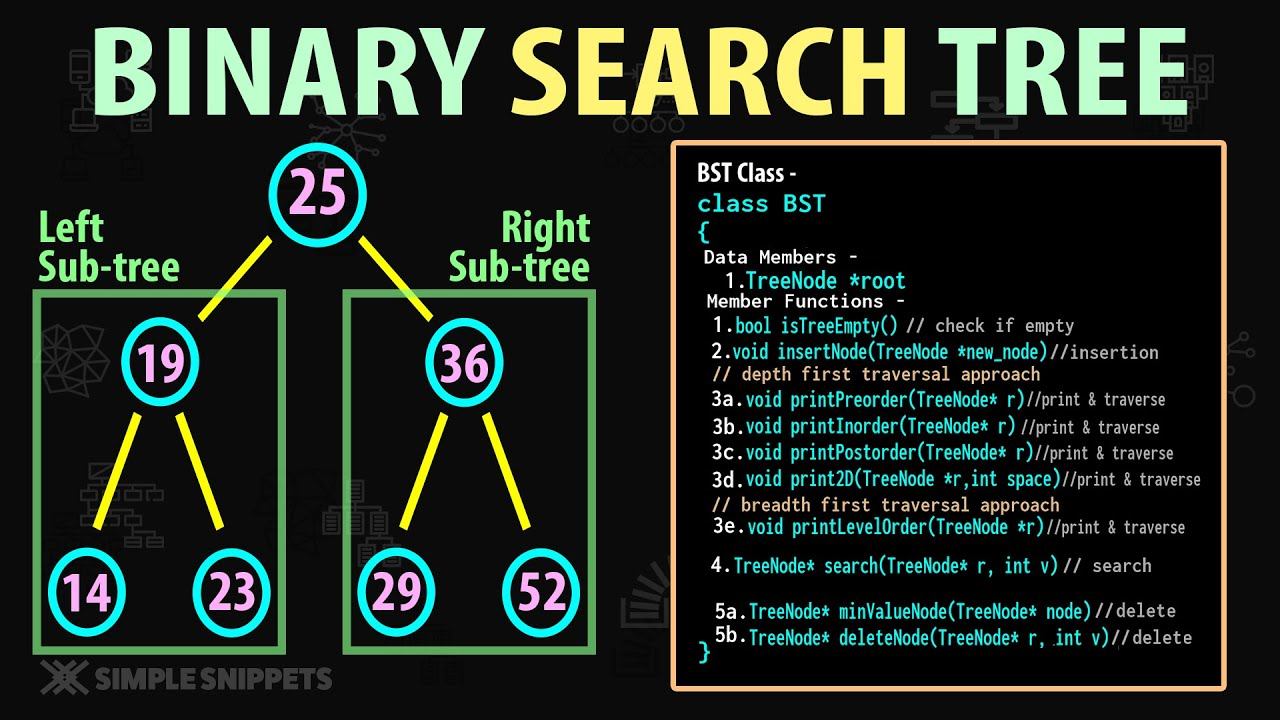 BINARY SEARCH TREE
25
Left
Sub-tree
Right
Sub-tree
19
36
14
23
29
52
SIMPLE SNIPPETS
BST Class -
class BST
{
Data Members -
1.TreeNode *root
Member Functions -
1.bool isTreeEmpty() // check if empty
2.void insertNode(TreeNode *new_node)//insertion
// depth first traversal approach
3a.void printPreorder(TreeNode* r)//print & traverse
3b.void printInorder(TreeNode* r) //print & traverse
3c.void printPostorder(TreeNode* r)//print & traverse
3d.void print2D(TreeNode *r,int space)//print & traverse
// breadth first traversal approach
3e.void printLevelOrder(TreeNode *r)//print & traverse
4.TreeNode* search(TreeNode* r, int v) // search
5a.TreeNode* minValueNode(TreeNode* node)//delete
5b.TreeNode* deleteNode(TreeNode* r, int v)//delete
}